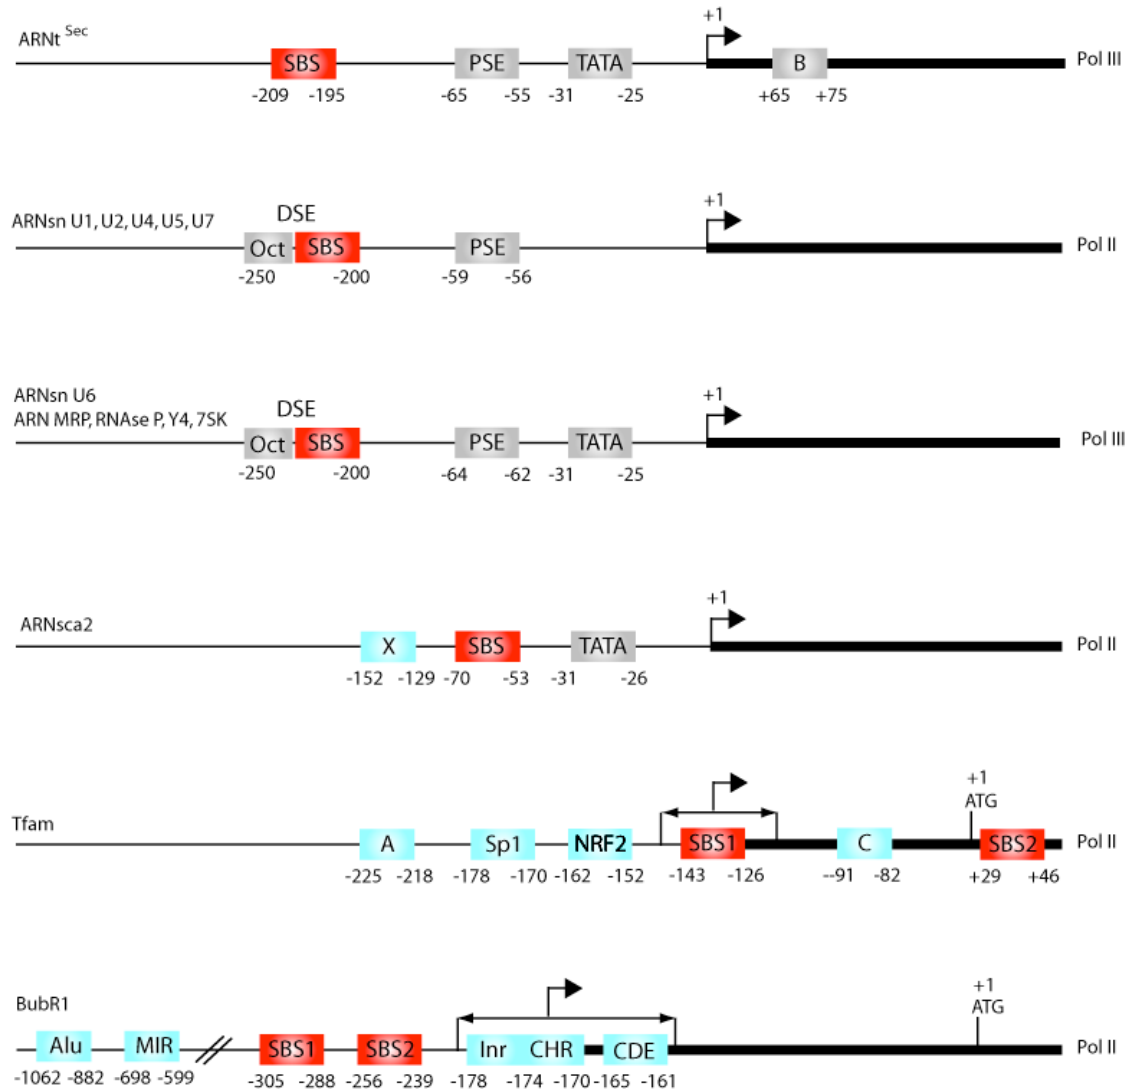 ARNt Sec
+1
SBS PSE TATA B Pol III
-209 -195 -65 -55 -31 -25 +65 +75
+1
ARNsn U1, U2, U4, U5, U7 DSE
Oct SBS PSE Pol II
-250 -200 -59 -56
ARNsn U6
+1
ARN MRP, RNAse P, Y4, 7SK DSE
Oct SBS PSE TATA Pol III
-250 -200 -64 -62 -31 -25
+1
ARNsca2
X SBS TATA Pol II
-152 -129 -70 -53 -31 -26
+1
ATG
Tfam
A Sp1 NRF2 SBS1 C SBS2 Pol II
-225 -218 -178 -170 -162 -152 -143 -126 --91 -82 +29 +46
+1
ATG
BubR1
Alu MIR SBS1 SBS2 Inr CHR CDE Pol II
-1062 -882 -698 -599 -305 -288 -256 -239 -178 -174 -170 -165 -161